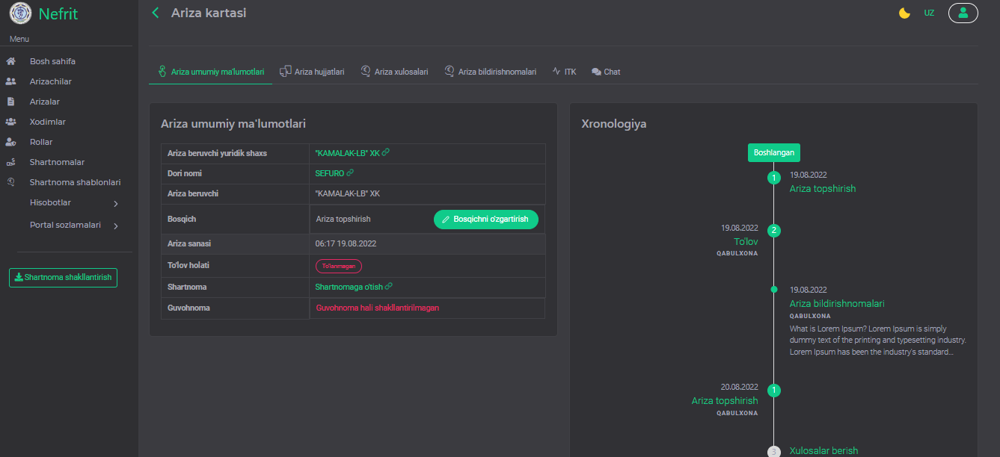 Nefrit
Menu
Bosh sahifa
Arizachilar
Arizalar
Xodimlar
Rollar
Shartnomalar
Shartnoma shablonlari
Hisobotlar
Portal sozlamalari
Shartnoma shakllantirish
Ariza kartasi
UZ
Ariza umumiy ma'lumotlari
Ariza hujjatlari
Ariza xulosalari
Ariza bildirishnomalari
ITK
Chat
Ariza umumiy ma'lumotlari
Ariza beruvchi yuridik shaxs "KAMALAK-LB" XK
Dori nomi SEFURO
Ariza beruvchi "KAMALAK-LB" XK
Bosqich Ariza topshirish Bosqichni o'zgartirish
Ariza sanasi 06:17 19.08.2022
To'lov holati To'lanmagan
Shartnoma Shartnomaga o'tish
Guvohnoma Guvohnoma hali shakllantirilmagan
Xronologiya
Boshlangan
1
19.08.2022
Ariza topshirish
19.08.2022
2
To'lov
QABULXONA
19.08.2022
Ariza bildirishnomalari
QABULXONA
What is Lorem Ipsum? Lorem Ipsum is simply
dummy text of the printing and typesetting industry.
Lorem Ipsum has been the industry's standard...
20.08.2022
1
Ariza topshirish
QABULXONA
3
Xulosalar berish